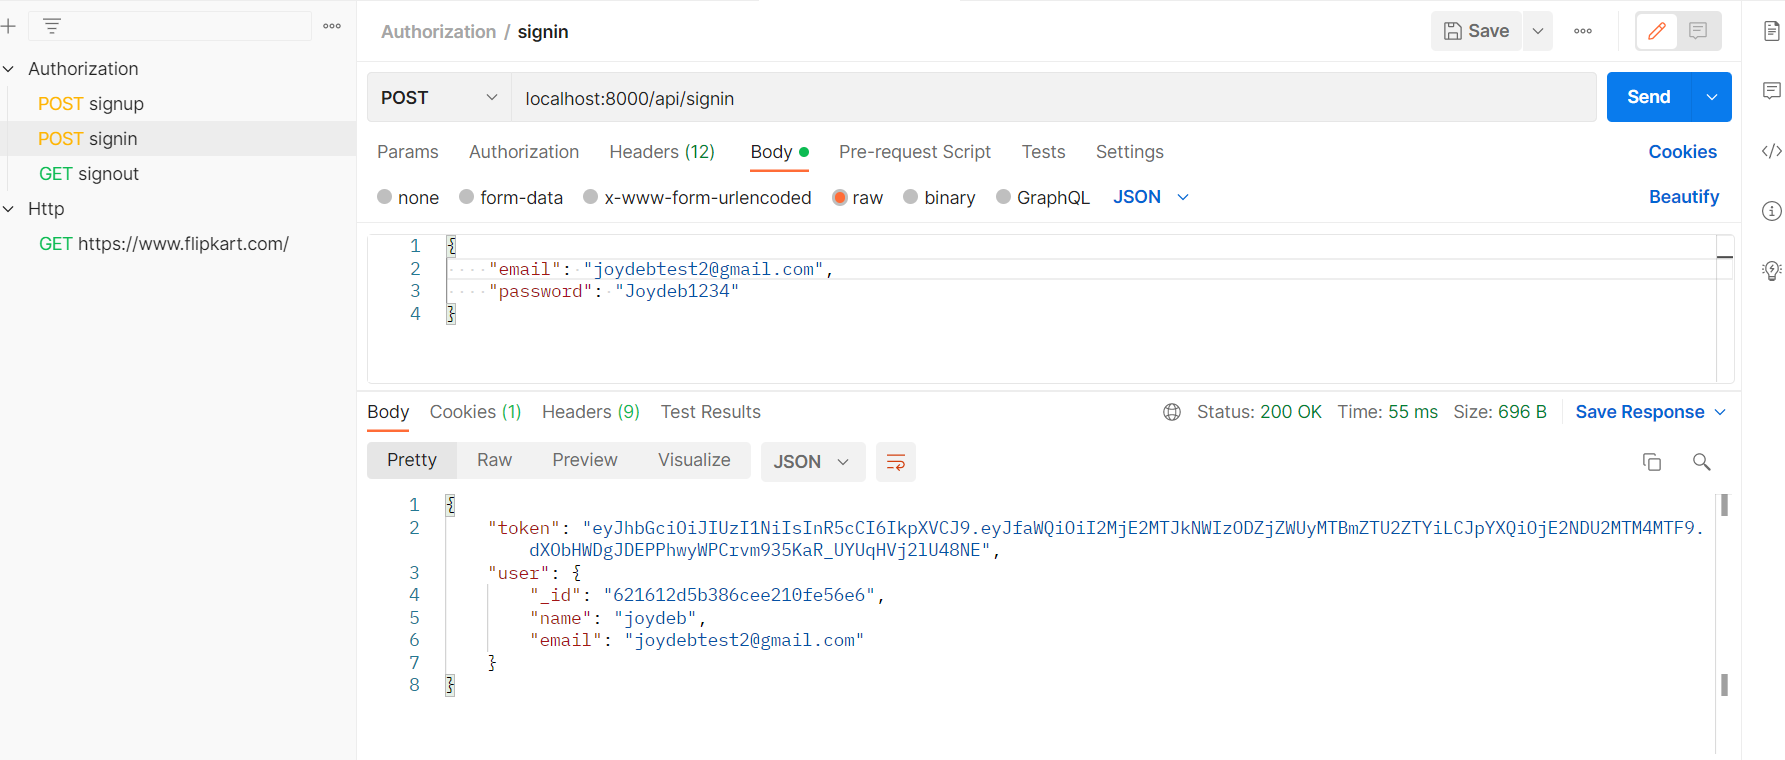 Authorization
POST signup
POST signin
GET signout
Http
GET https://www.flipkart.com/
Authorization / signin
Save
POST
localhost:8000/api/signin
Send
Params Authorization Headers (12) Body Pre-request Script Tests Settings Cookies
none form-data x-www-form-urlencoded raw binary GraphQL JSON Beautify
1 {
2 "email": "joydebtest2@gmail.com",
3 "password": "Joydeb1234"
4 }
Body Cookies (1) Headers (9) Test Results Status: 200 OK Time: 55 ms Size: 696 B Save Response
Pretty Raw Preview Visualize JSON
1 {
2 "token": "eyJhbGciOiJIUzI1NiIsInR5cCI6IkpXVCJ9.eyJfaWQiOiI2MjE2MTJkNWIzODZjZWUyMTBmZTU2ZTYiLCJpYXQiOjE2NDU2MTM4MTF9.
dXObHWDgJDEPPhwyWPCrvm935KaR_UYUqHVj2lU48NE",
3 "user": {
4 "_id": "621612d5b386cee210fe56e6",
5 "name": "joydeb",
6 "email": "joydebtest2@gmail.com"
7 }
8 }